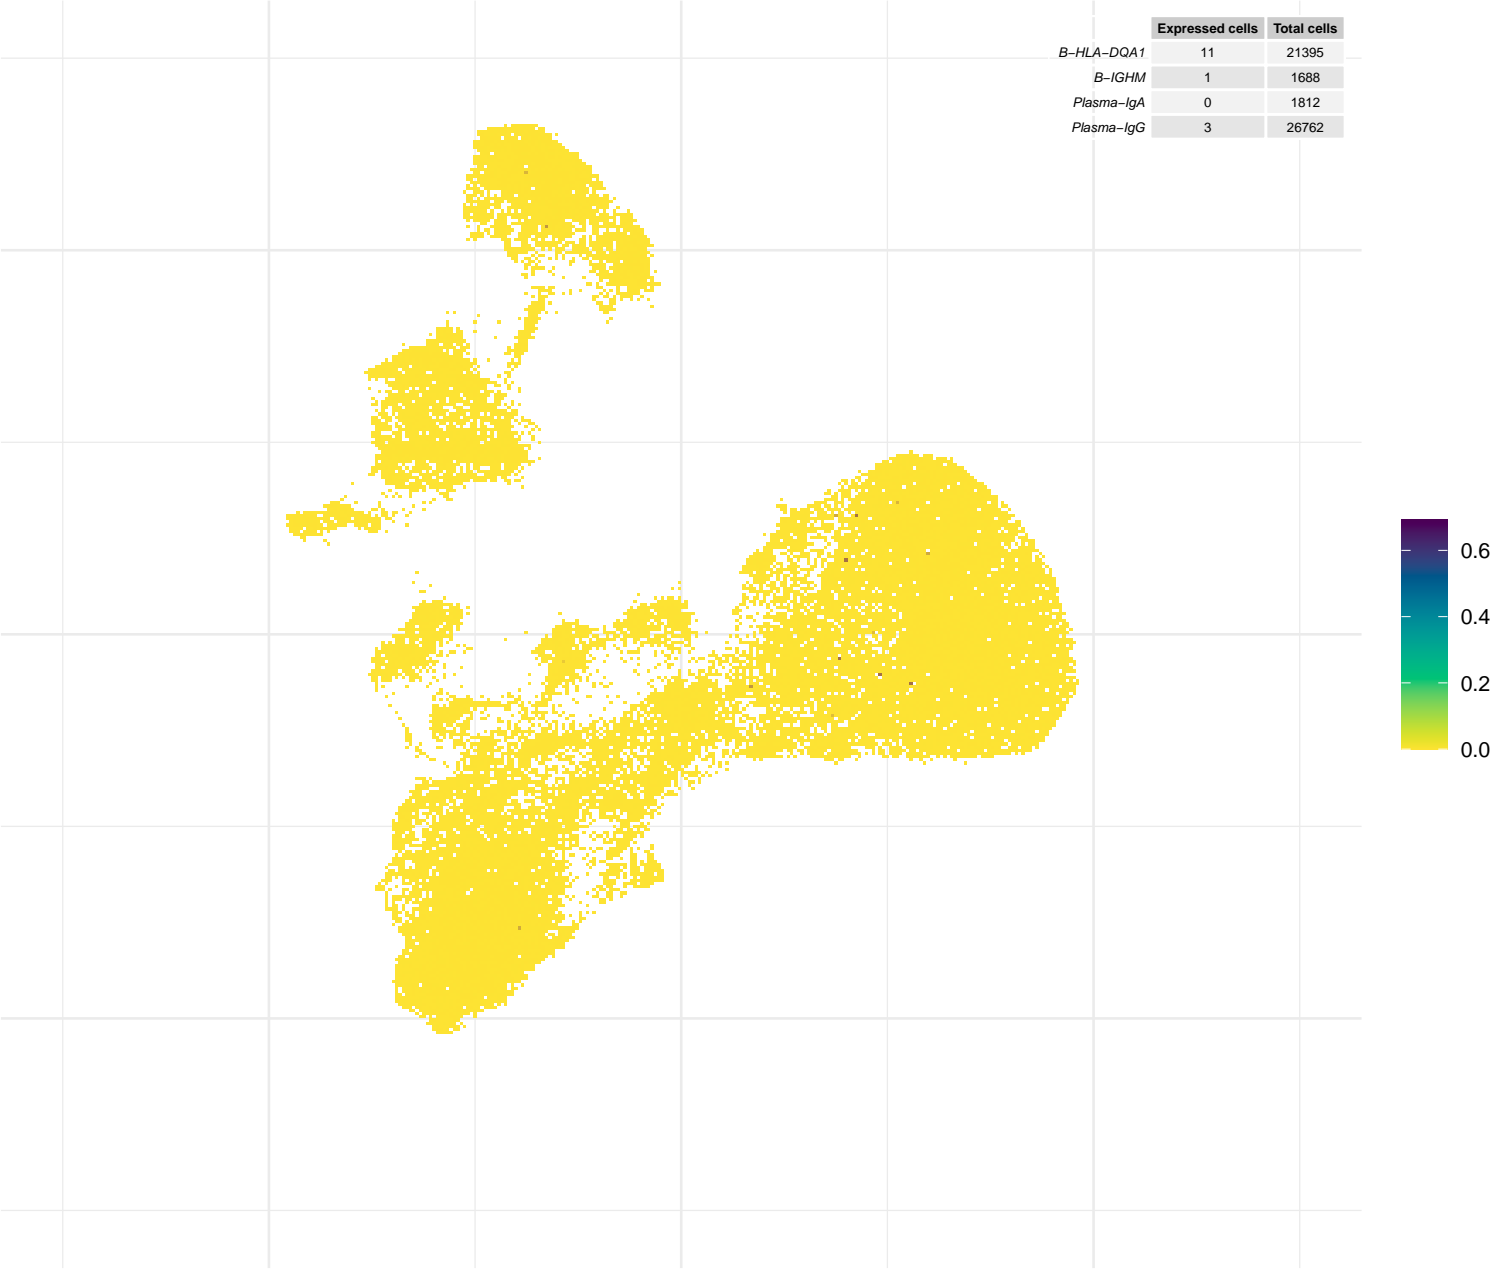 Expressed cells Total cells
B−HLA−DQA1 11 21395
B−IGHM 1 1688
Plasma−IgA 0 1812
Plasma−IgG 3 26762
0.6
0.4
0.2
0.0